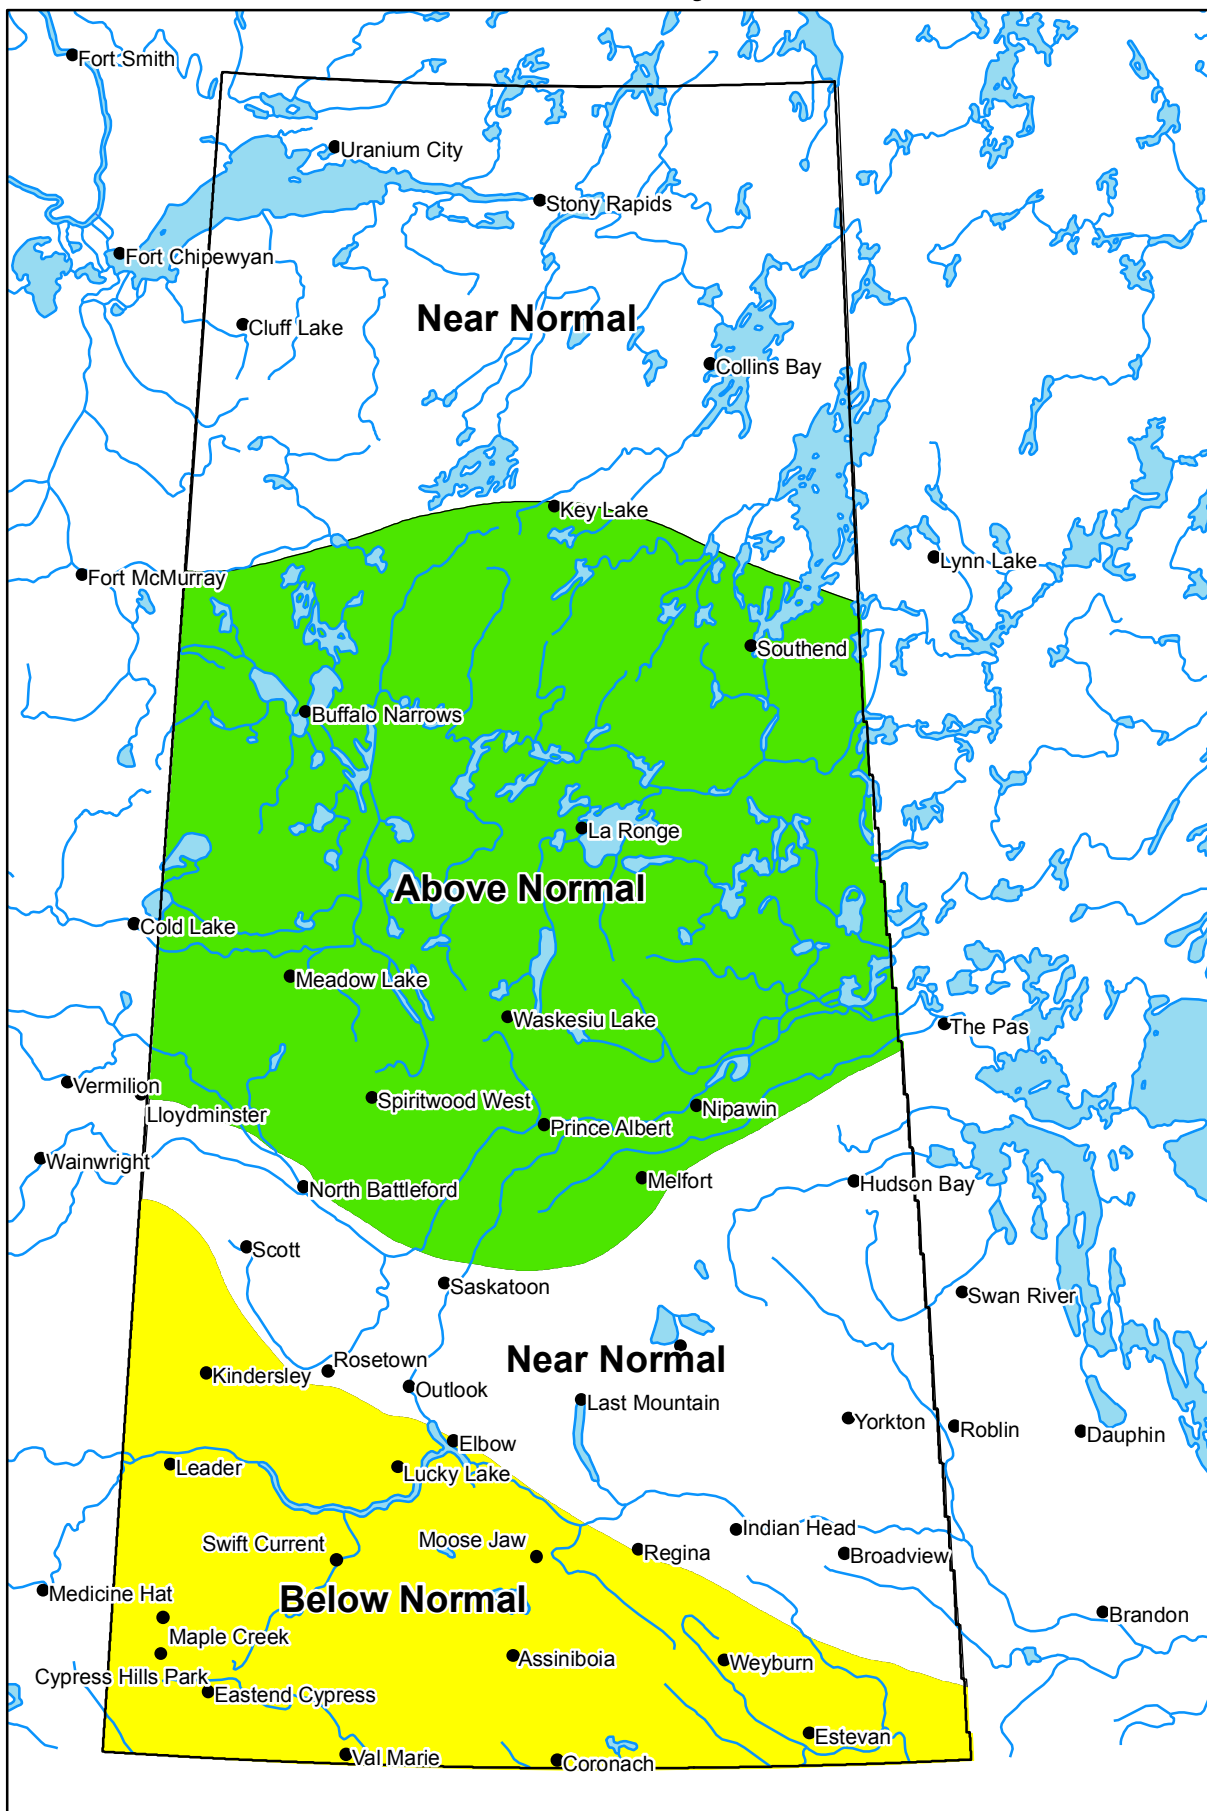 Fort Smith
Uranium City
Stony Rapids
Fort Chipewyan
Near Normal
Cluff Lake
Collins Bay
Key Lake
Lynn Lake
Fort McMurray
Southend
Buffalo Narrows
La Ronge
Above Normal
Cold Lake
Meadow Lake
Waskesiu Lake
The Pas
Vermilion
Spiritwood West
Nipawin
Lloydminster
Prince Albert
Wainwright
Melfort
Hudson Bay
North Battleford
Scott
Saskatoon
Swan River
Rosetown
Near Normal
Kindersley
Outlook
Last Mountain
Yorkton
Roblin
Dauphin
Elbow
Leader
Lucky Lake
Indian Head
Swift Current
Moose Jaw
Regina
Broadview
Medicine Hat
Below Normal
Brandon
Maple Creek
Assiniboia
Weyburn
Cypress Hills Park
Eastend Cypress
Estevan
Val Marie
Coronach